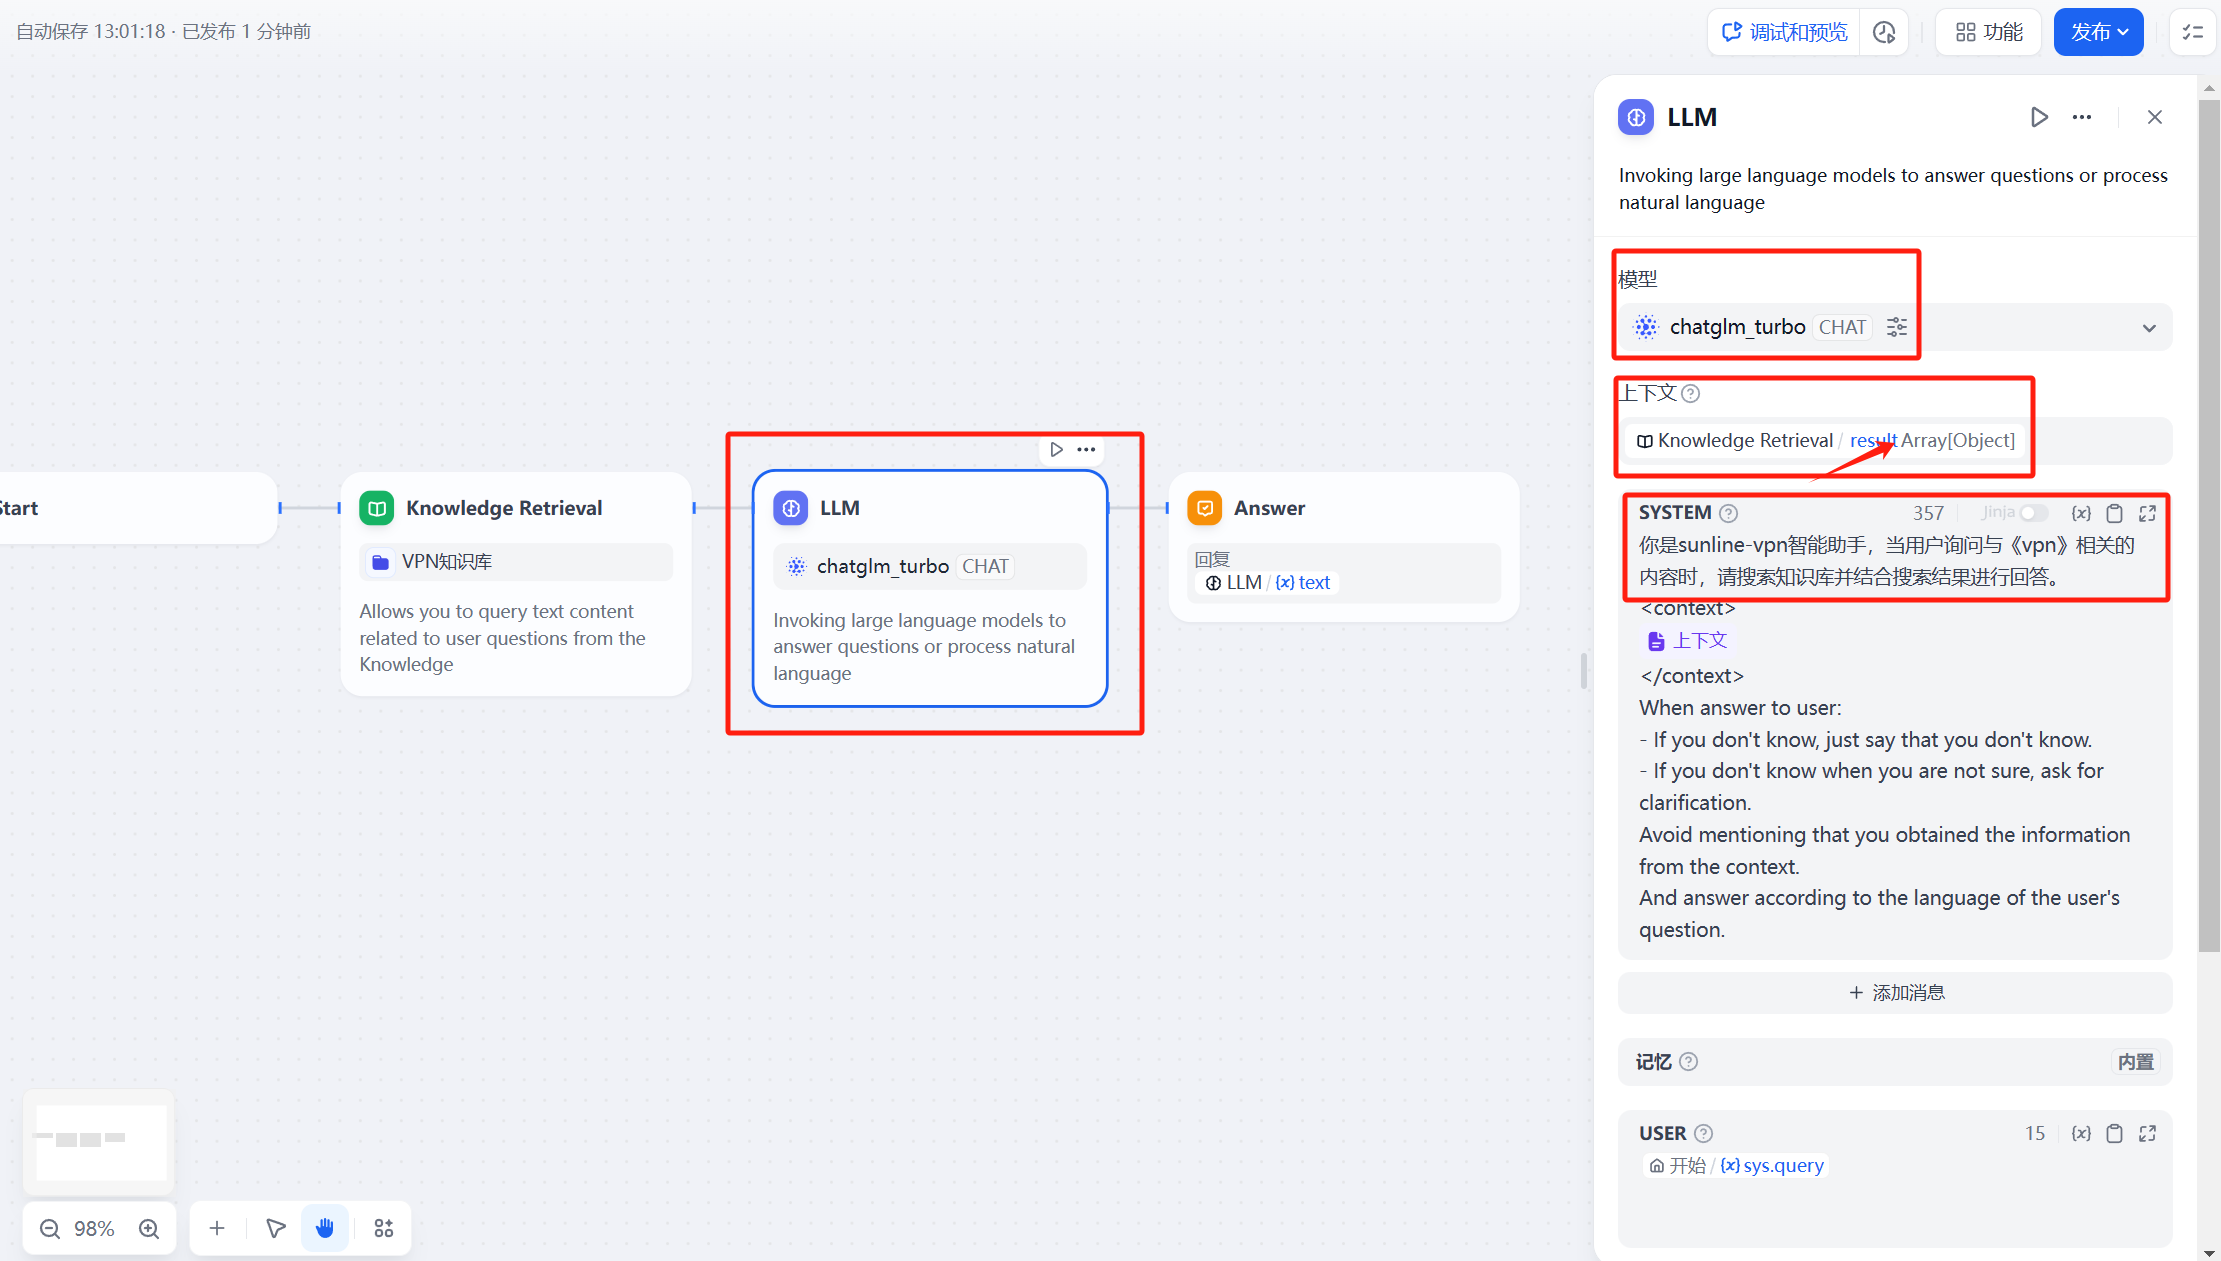 自动保存 13:01:18 · 已发布 1 分钟前
调试和预览
功能
发布
Start
Knowledge Retrieval
VPN知识库
Allows you to query text content
related to user questions from the
Knowledge
LLM
chatglm_turbo CHAT
Invoking large language models to
answer questions or process natural
language
Answer
回复
LLM / {x} text
98%
LLM
Invoking large language models to answer questions or process
natural language
模型
chatglm_turbo CHAT
上下文
Knowledge Retrieval / result Array[Object]
SYSTEM 357 Jinja {x}
你是sunline-vpn智能助手，当用户询问与《vpn》相关的
内容时，请搜索知识库并结合搜索结果进行回答。
<context>
上下文
</context>
When answer to user:
- If you don't know, just say that you don't know.
- If you don't know when you are not sure, ask for
clarification.
Avoid mentioning that you obtained the information
from the context.
And answer according to the language of the user's
question.
+ 添加消息
记忆 内置
USER 15 {x}
开始 / {x} sys.query